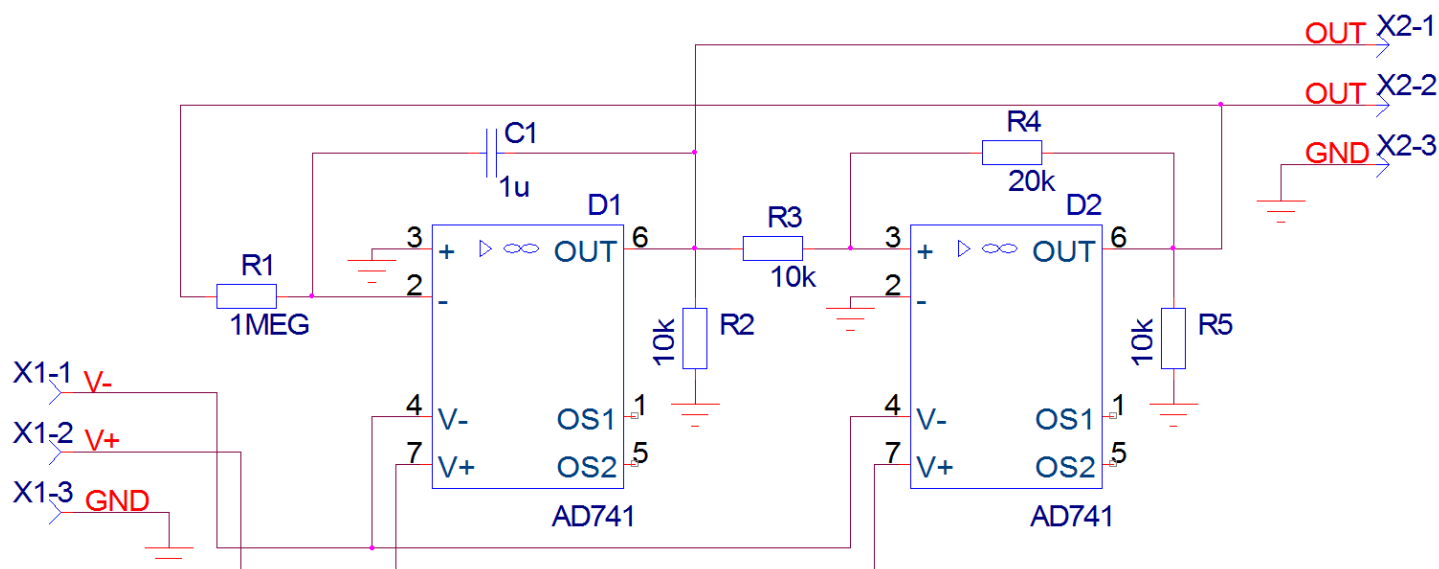 OUT X2-1
OUT X2-2
C1
R4
GND X2-3
1u
20k
D1
D2
3 + ▷ ∞ OUT 6
R3
3 + ▷ ∞ OUT 6
R1
10k
2 -
2 -
1MEG
10k
R2
10k
R5
X1-1 V-
4 V-
OS1 1
4 V-
OS1 1
X1-2 V+
7 V+
OS2 5
7 V+
OS2 5
X1-3 GND
AD741
AD741